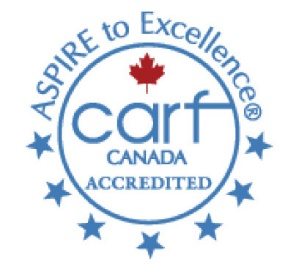 ASPIRE to Excellence®
carf
CANADA
ACCREDITED